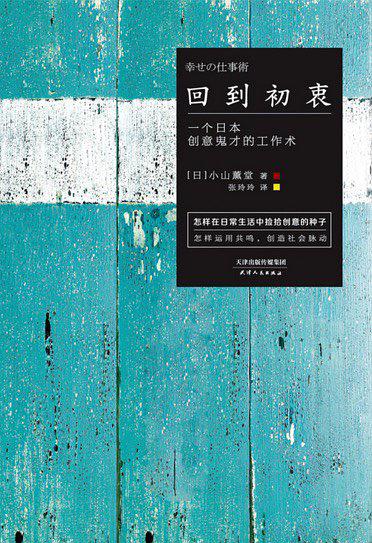 幸せの仕事術
回到初衷
一个日本
创意鬼才的工作术
[日]小山薰堂 著
张玲玲 译
怎样在日常生活中捡拾创意的种子
怎样运用共鸣，创造社会脉动
天津出版传媒集团
天津人民出版社